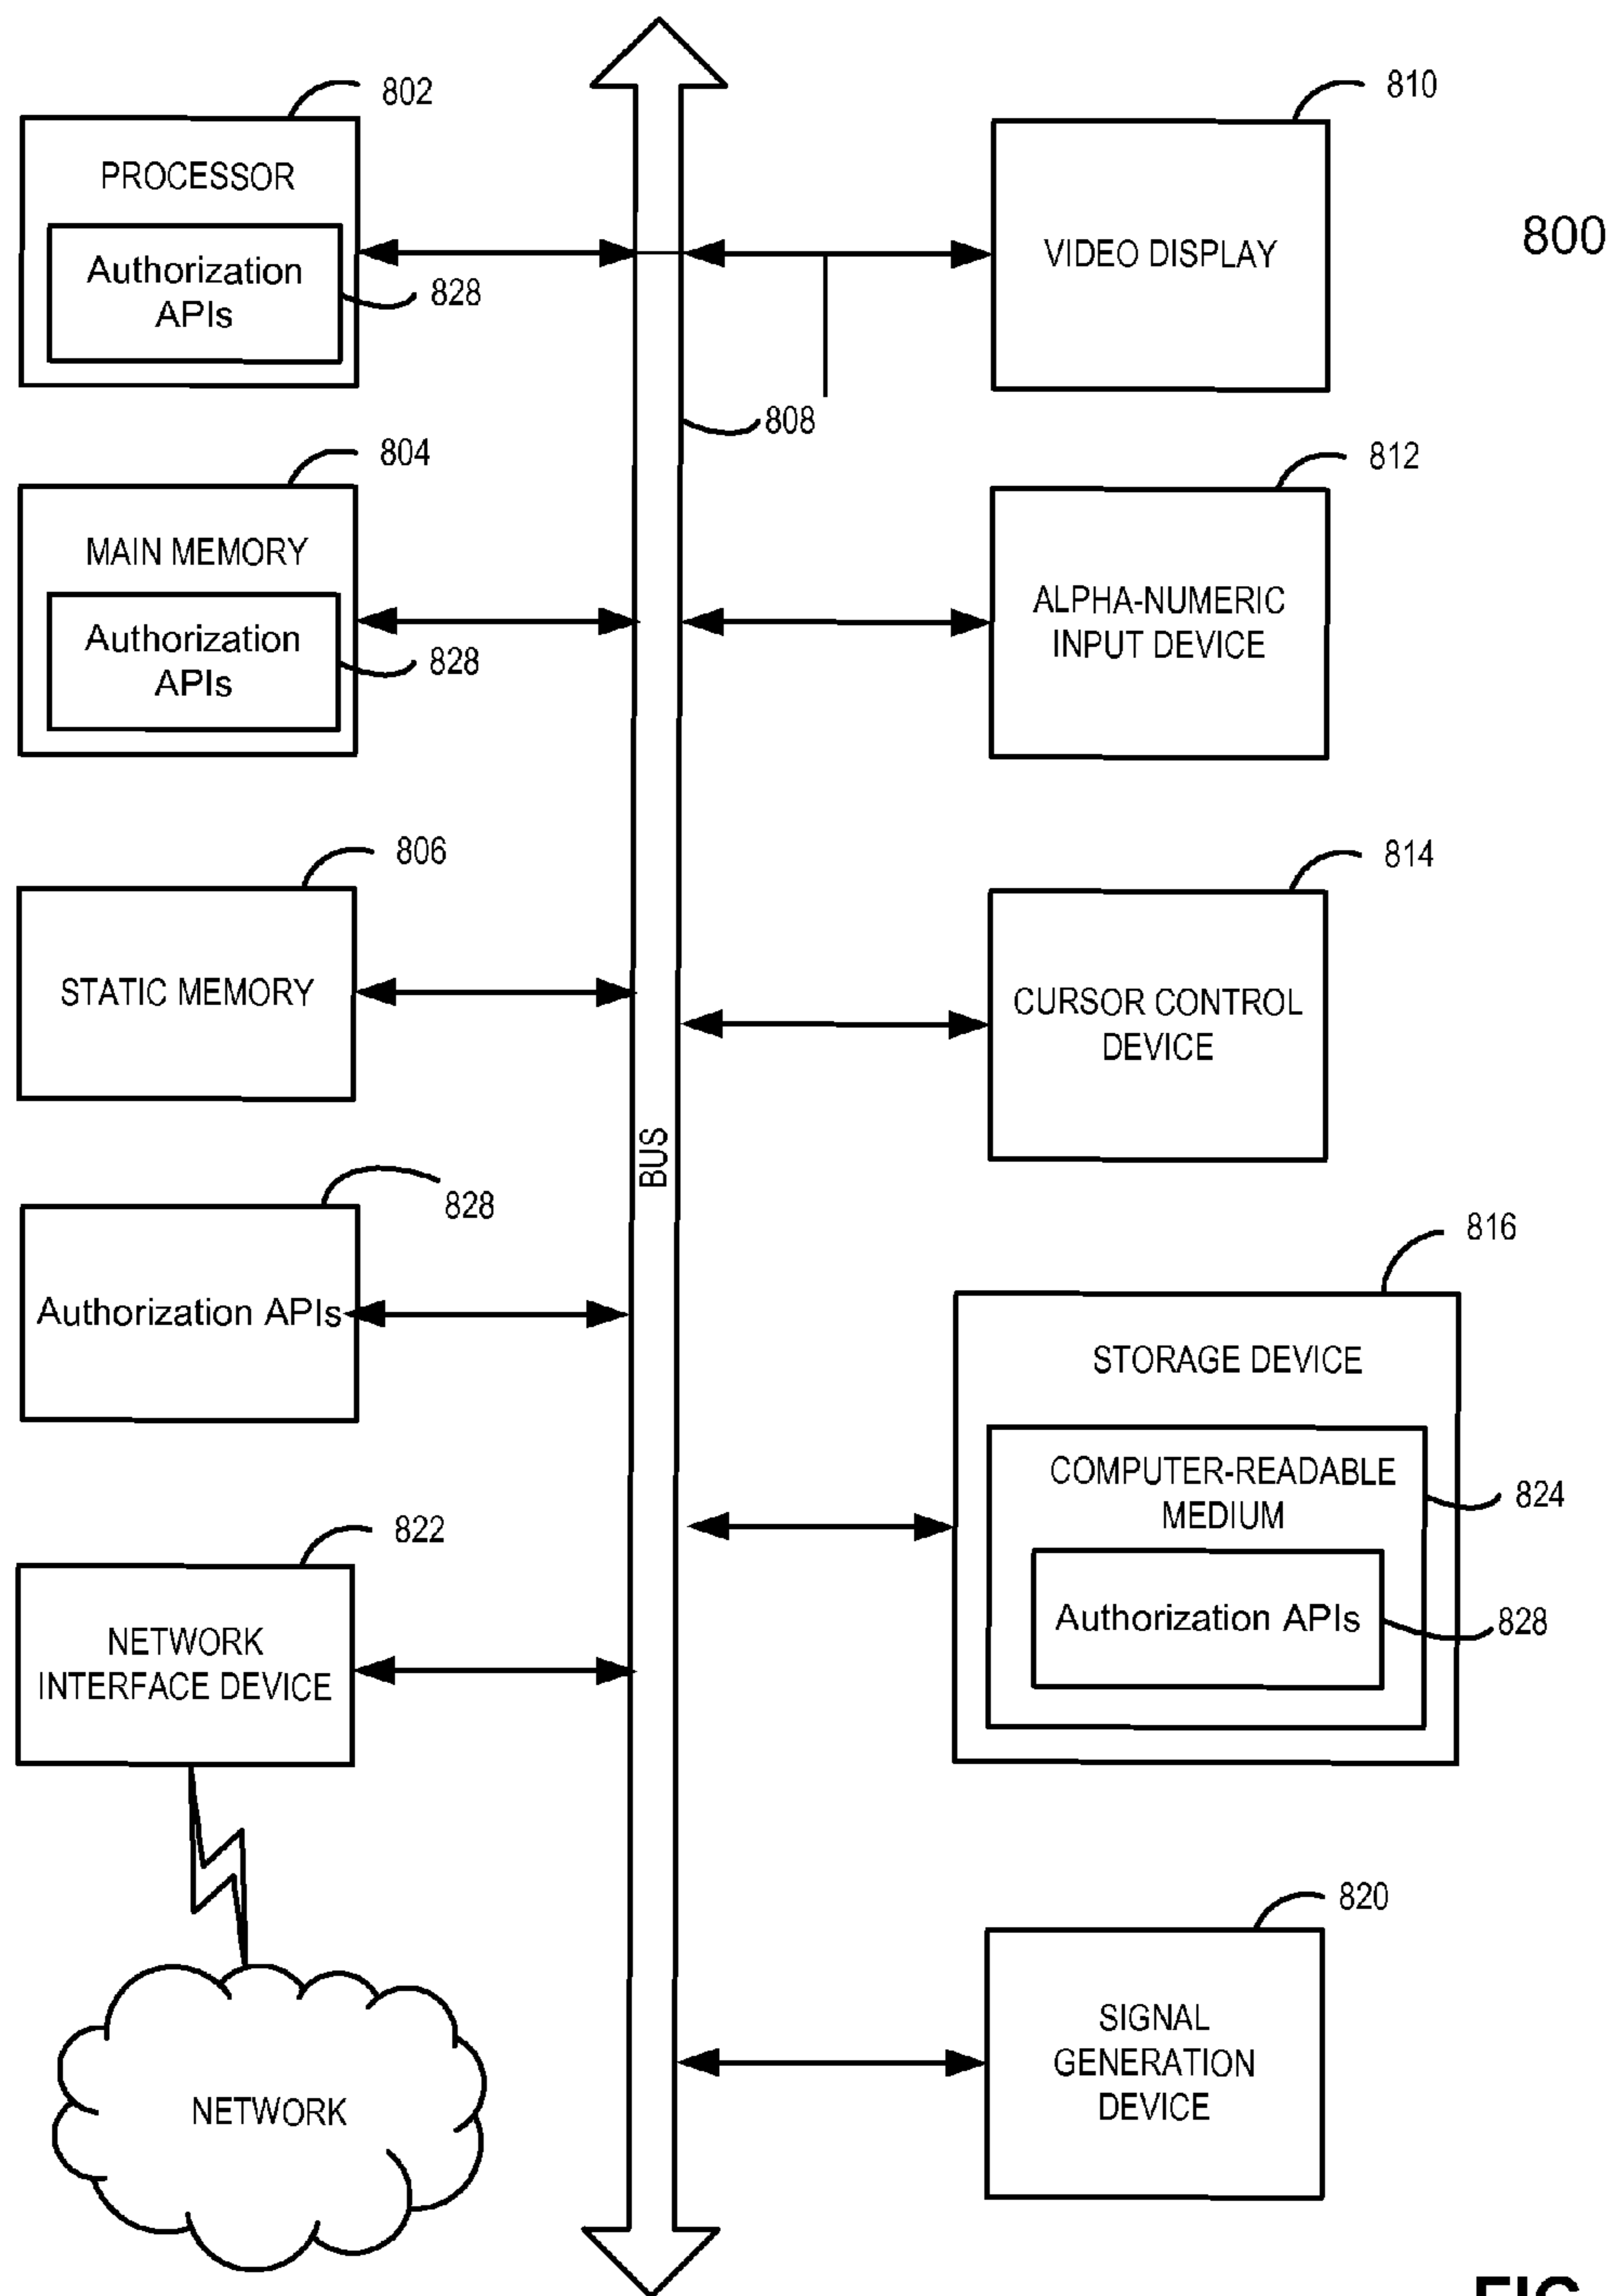 802
PROCESSOR
Authorization
APIs
828
810
VIDEO DISPLAY
800
808
804
MAIN MEMORY
Authorization
APIs
828
812
ALPHA-NUMERIC
INPUT DEVICE
806
STATIC MEMORY
814
CURSOR CONTROL
DEVICE
BUS
828
Authorization APIs
816
STORAGE DEVICE
COMPUTER-READABLE
MEDIUM
824
Authorization APIs
828
822
NETWORK
INTERFACE DEVICE
NETWORK
820
SIGNAL
GENERATION
DEVICE